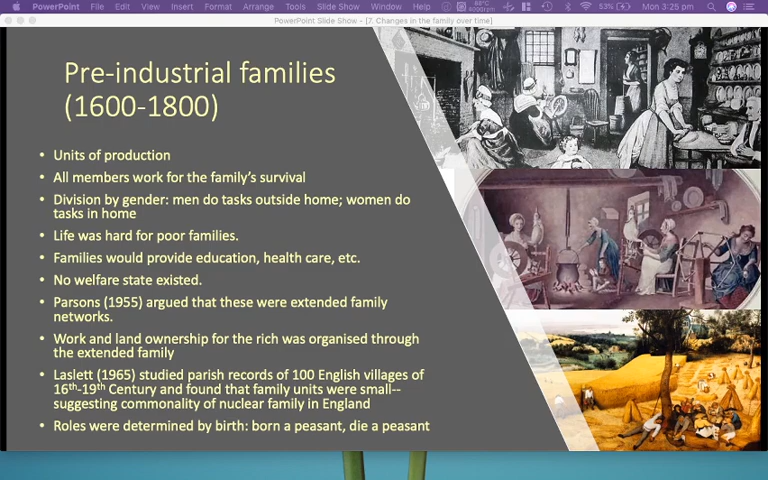 PowerPoint File Edit View Insert Format Arrange Tools Slide Show Window Help 53% Mon 3:25 pm
PowerPoint Slide Show - [7. Changes in the family over time]
Pre-industrial families
(1600-1800)
• Units of production
• All members work for the family's survival
• Division by gender: men do tasks outside home; women do
tasks in home
• Life was hard for poor families.
• Families would provide education, health care, etc.
• No welfare state existed.
• Parsons (1955) argued that these were extended family
networks.
• Work and land ownership for the rich was organised through
the extended family
• Laslett (1965) studied parish records of 100 English villages of
16th-19th Century and found that family units were small--
suggesting commonality of nuclear family in England
• Roles were determined by birth: born a peasant, die a peasant